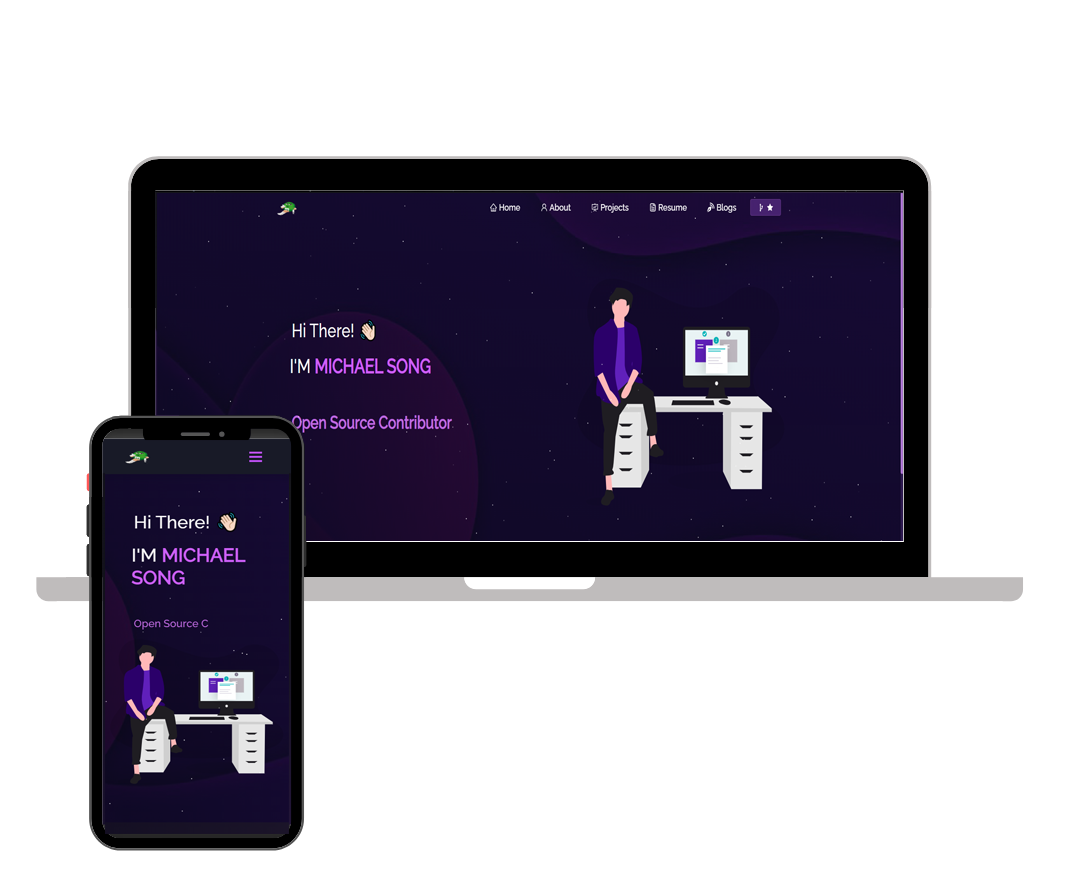 Home About Projects Resume Blogs
Hi There! 👋🏻
I'M MICHAEL SONG
Open Source Contributor
Hi There! 👋🏻
I'M MICHAEL
SONG
Open Source C